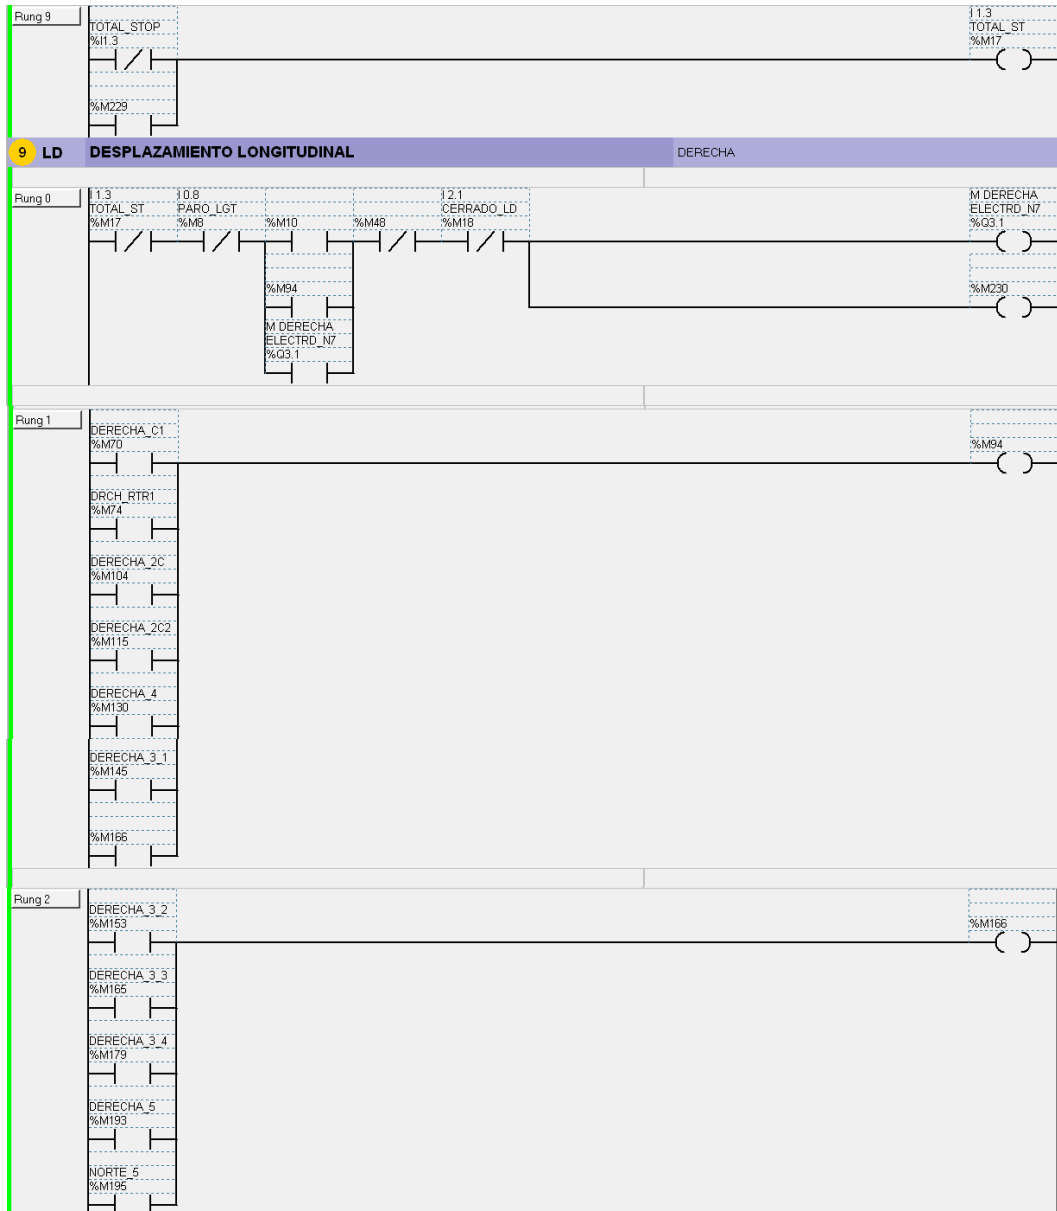 Rung 9
TOTAL_STOP
%I1.3
I 1.3
TOTAL_ST
%M17
%M229
9 LD DESPLAZAMIENTO LONGITUDINAL DERECHA
Rung 0
I 1.3
TOTAL_ST
%M17
I 0.8
PARO_LGT
%M8
%M10
%M48
I 2.1
CERRADO_LD
%M18
M DERECHA
ELECTRD_N7
%Q3.1
%M94
%M230
M DERECHA
ELECTRD_N7
%Q3.1
Rung 1
DERECHA_C1
%M70
%M94
DRCH_RTR1
%M74
DERECHA_2C
%M104
DERECHA_2C2
%M115
DERECHA_4
%M130
DERECHA_3_1
%M145
%M166
Rung 2
DERECHA_3_2
%M153
%M166
DERECHA_3_3
%M165
DERECHA_3_4
%M179
DERECHA_5
%M193
NORTE_5
%M195